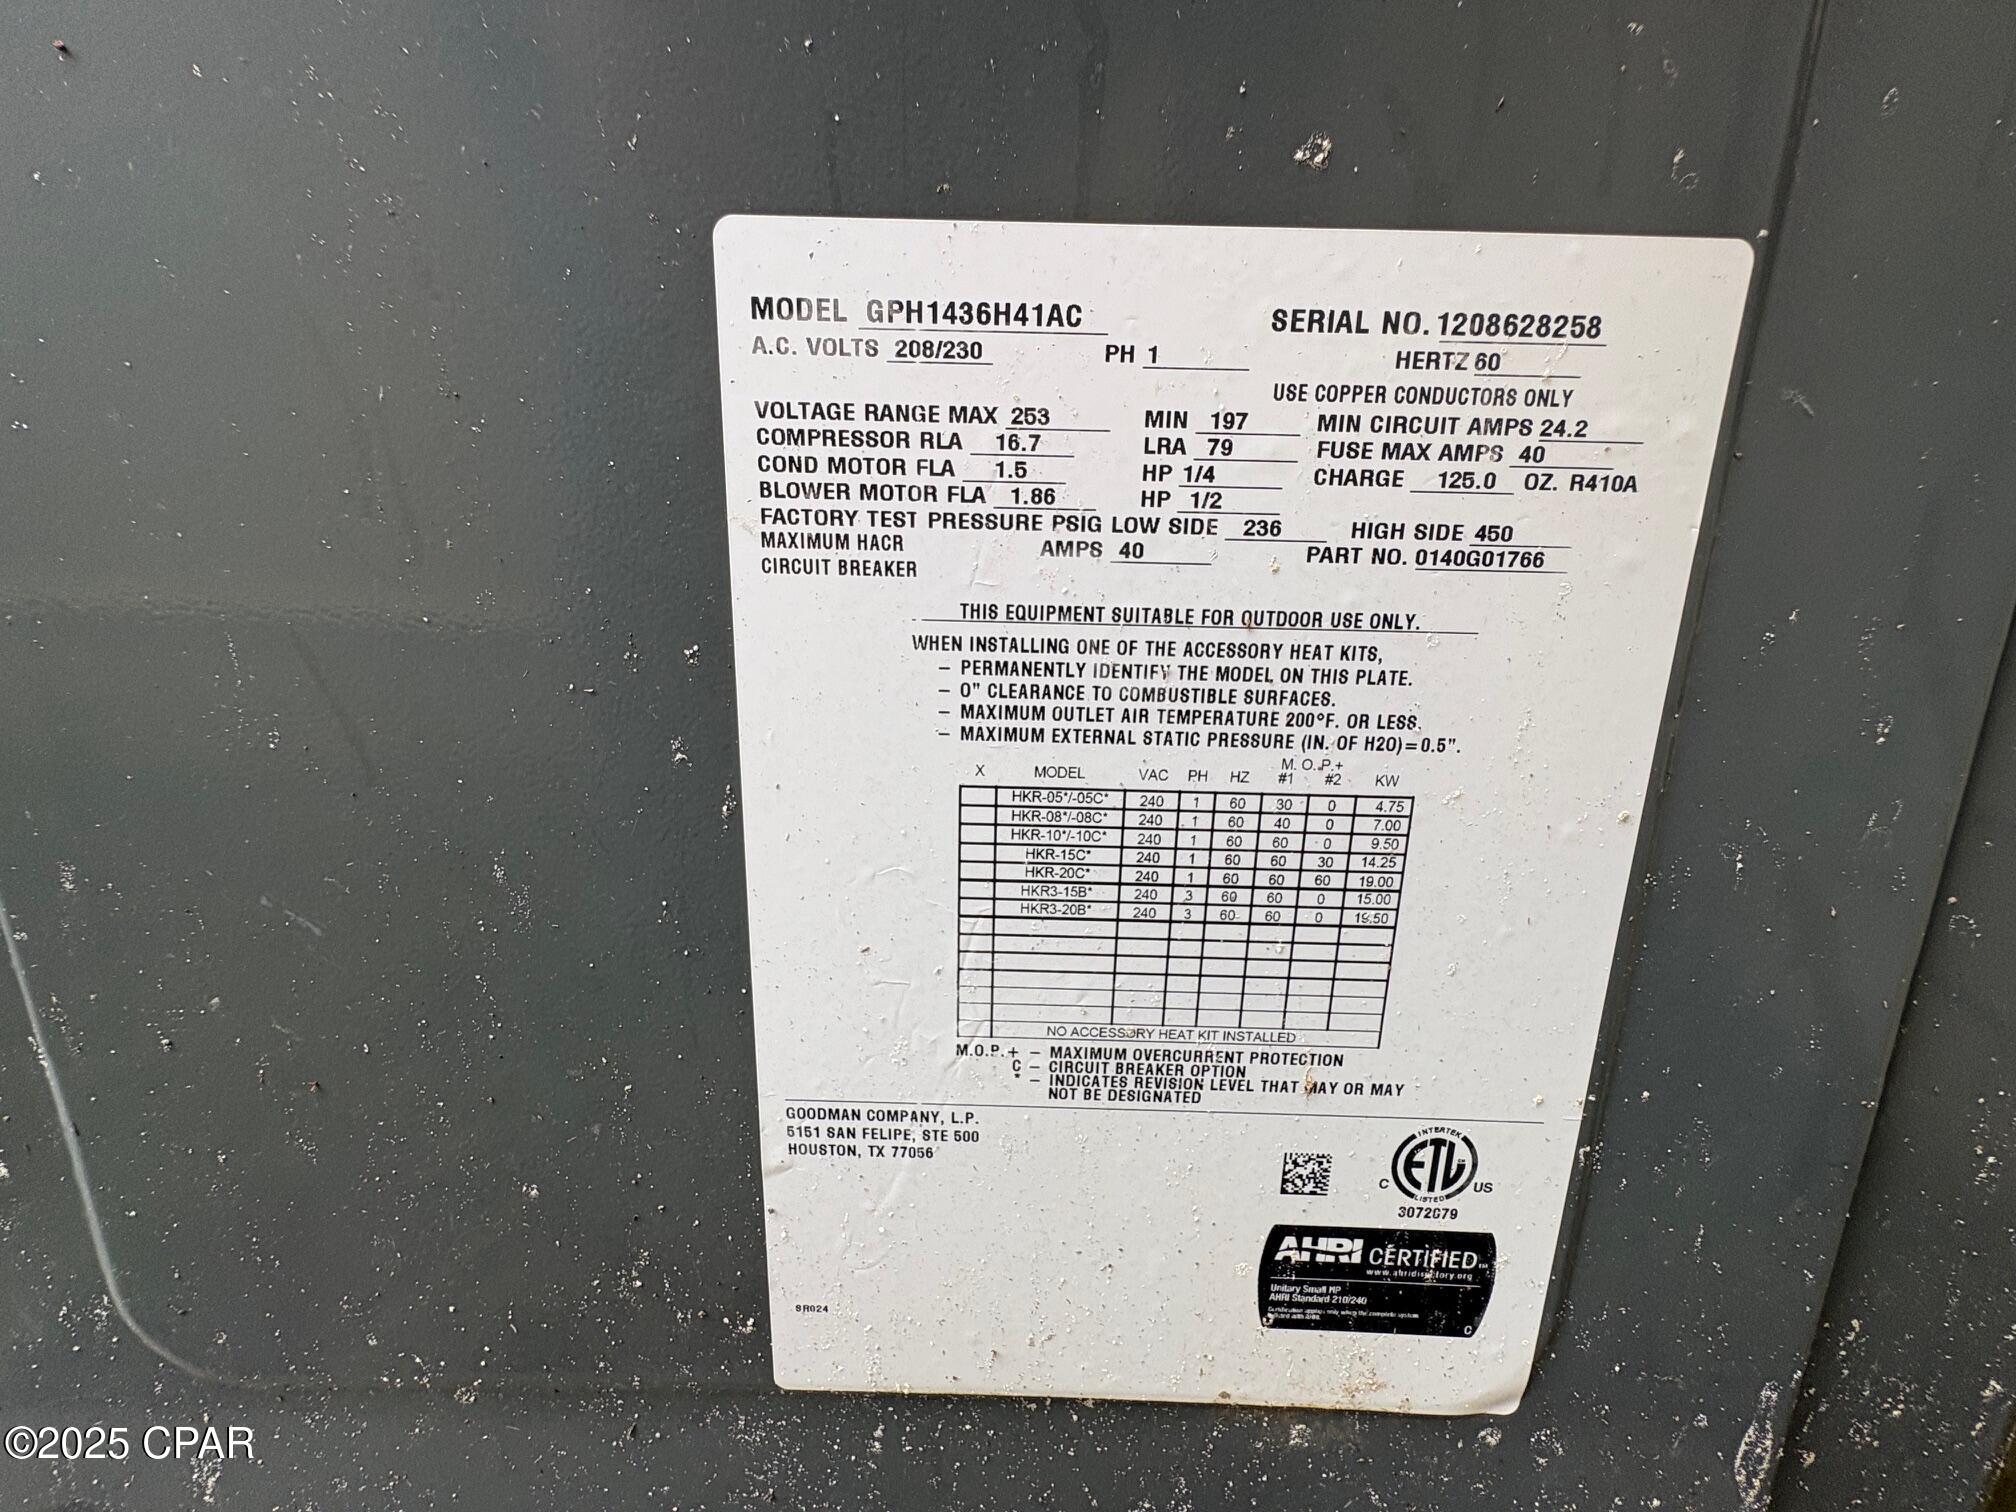 MODEL GPH1436H41AC SERIAL NO. 1208628258
A.C. VOLTS 208/230 PH 1 HERTZ 60
USE COPPER CONDUCTORS ONLY
VOLTAGE RANGE MAX 253 MIN 197 MIN CIRCUIT AMPS 24.2
COMPRESSOR RLA 16.7 LRA 79 FUSE MAX AMPS 40
COND MOTOR FLA 1.5 HP 1/4 CHARGE 125.0 OZ. R410A
BLOWER MOTOR FLA 1.86 HP 1/2
FACTORY TEST PRESSURE PSIG LOW SIDE 236 HIGH SIDE 450
MAXIMUM HACR AMPS 40 PART NO. 0140G01766
CIRCUIT BREAKER
THIS EQUIPMENT SUITABLE FOR OUTDOOR USE ONLY.
WHEN INSTALLING ONE OF THE ACCESSORY HEAT KITS,
– PERMANENTLY IDENTIFY THE MODEL ON THIS PLATE.
– 0" CLEARANCE TO COMBUSTIBLE SURFACES.
– MAXIMUM OUTLET AIR TEMPERATURE 200°F. OR LESS.
– MAXIMUM EXTERNAL STATIC PRESSURE (IN. OF H2O)=0.5".
M. O. P.+
X MODEL VAC PH HZ #1 #2 KW
HKR-05*/-05C* 240 1 60 30 0 4.75
HKR-08*/-08C* 240 1 60 40 0 7.00
HKR-10*/-10C* 240 1 60 60 0 9.50
HKR-15C* 240 1 60 60 30 14.25
HKR-20C* 240 1 60 60 60 19.00
HKR3-15B* 240 3 60 60 0 15.00
HKR3-20B* 240 3 60 60 0 19.50
NO ACCESSORY HEAT KIT INSTALLED
M.O.P. + – MAXIMUM OVERCURRENT PROTECTION
C – CIRCUIT BREAKER OPTION
* – INDICATES REVISION LEVEL THAT MAY OR MAY
NOT BE DESIGNATED
GOODMAN COMPANY, L.P.
5151 SAN FELIPE, STE 500
HOUSTON, TX 77056
INTERTEK
ETL
C US
LISTED
3072679
AHRI CERTIFIED
www.ahridirectory.org
Unitary Small HP
AHRI Standard 210/240
Certification applies only when the complete system
listed with AHRI.
C
SR024
©2025 CPAR